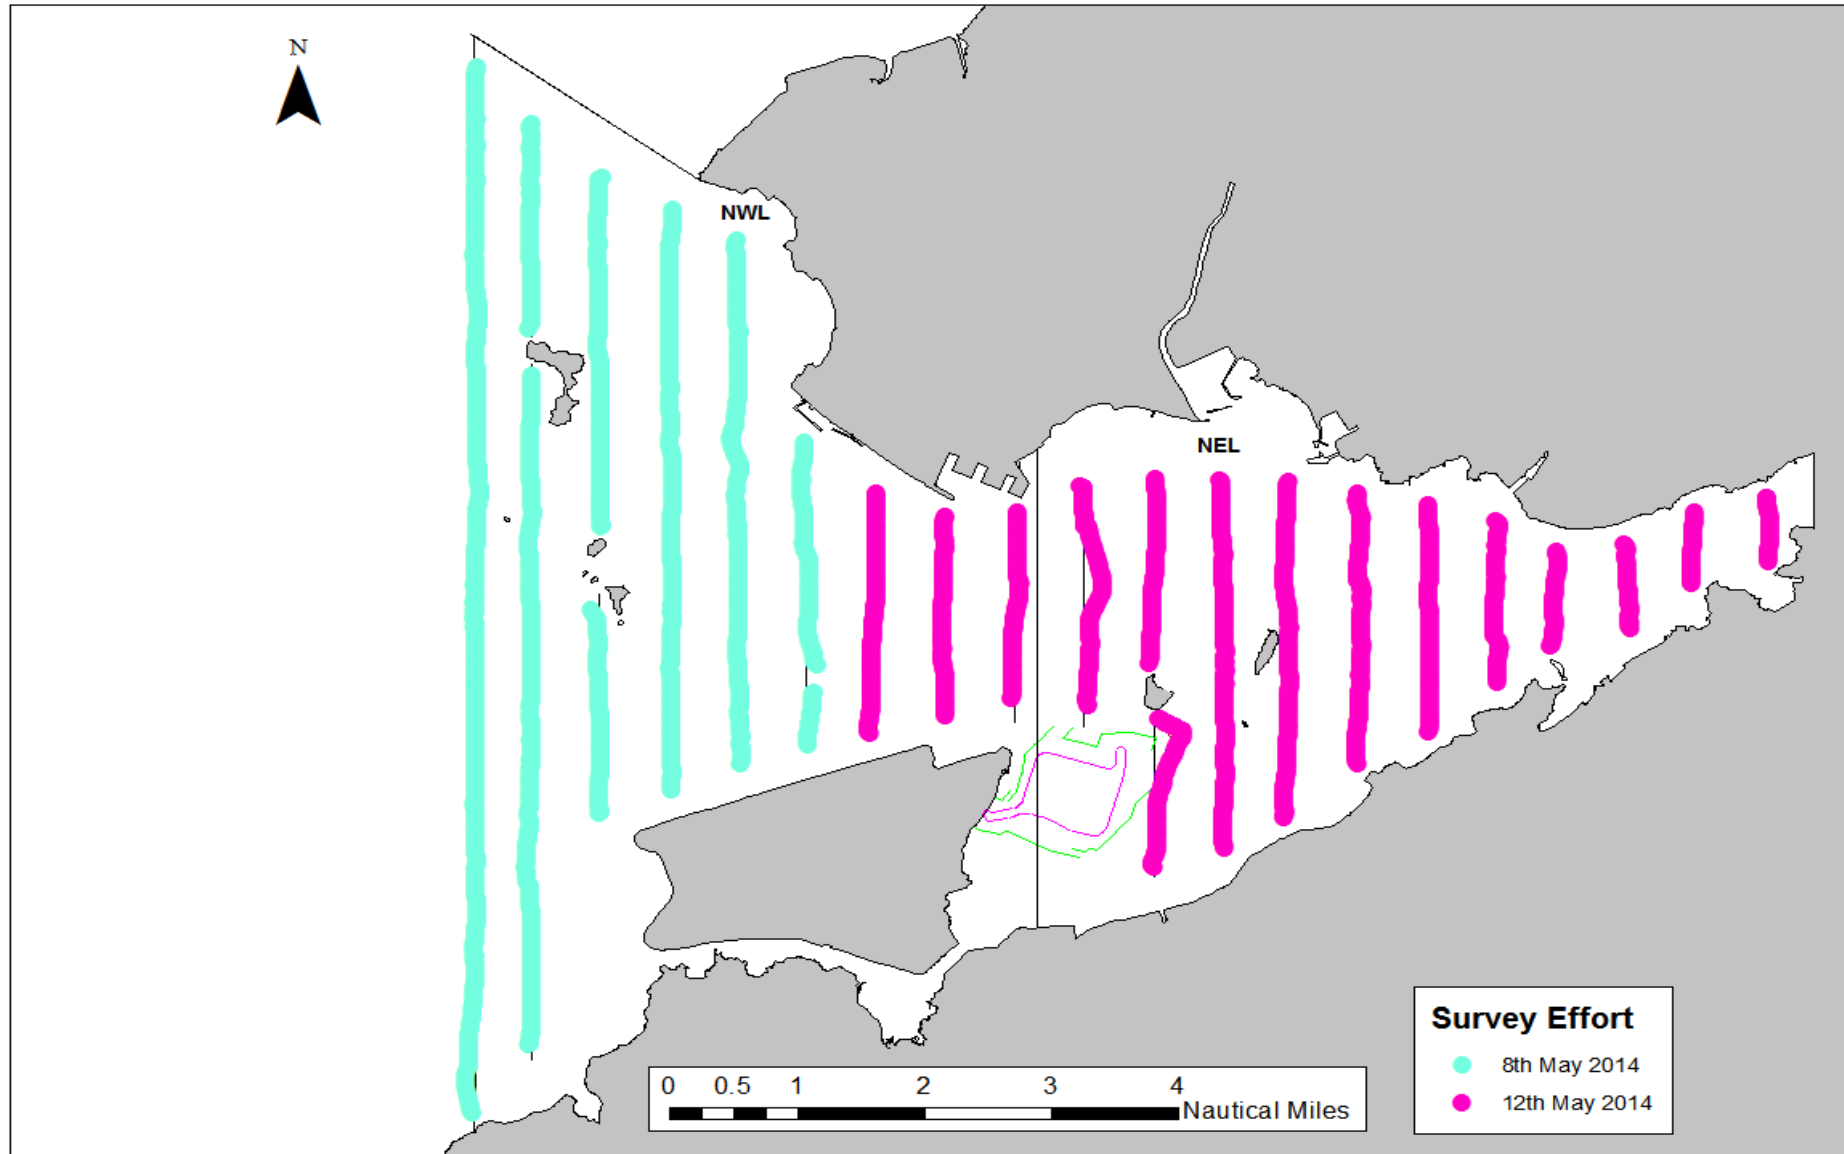 N
NWL
NEL
Survey Effort
8th May 2014
12th May 2014
0 0.5 1 2 3 4
Nautical Miles